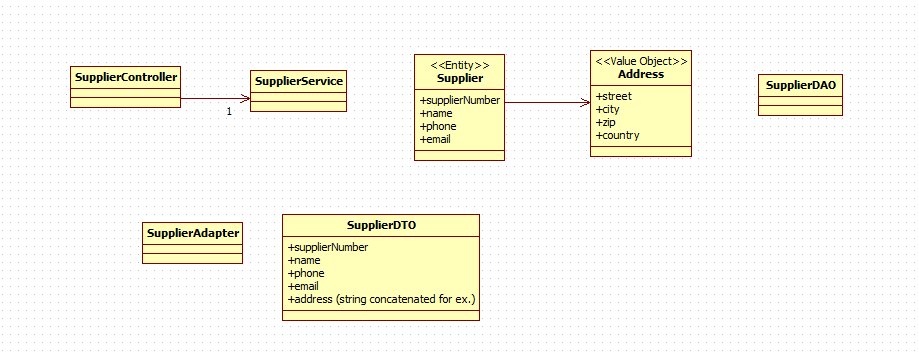 SupplierController
1
SupplierService
<<Entity>>
Supplier
+supplierNumber
+name
+phone
+email
<<Value Object>>
Address
+street
+city
+zip
+country
SupplierDAO
SupplierAdapter
SupplierDTO
+supplierNumber
+name
+phone
+email
+address (string concatenated for ex.)